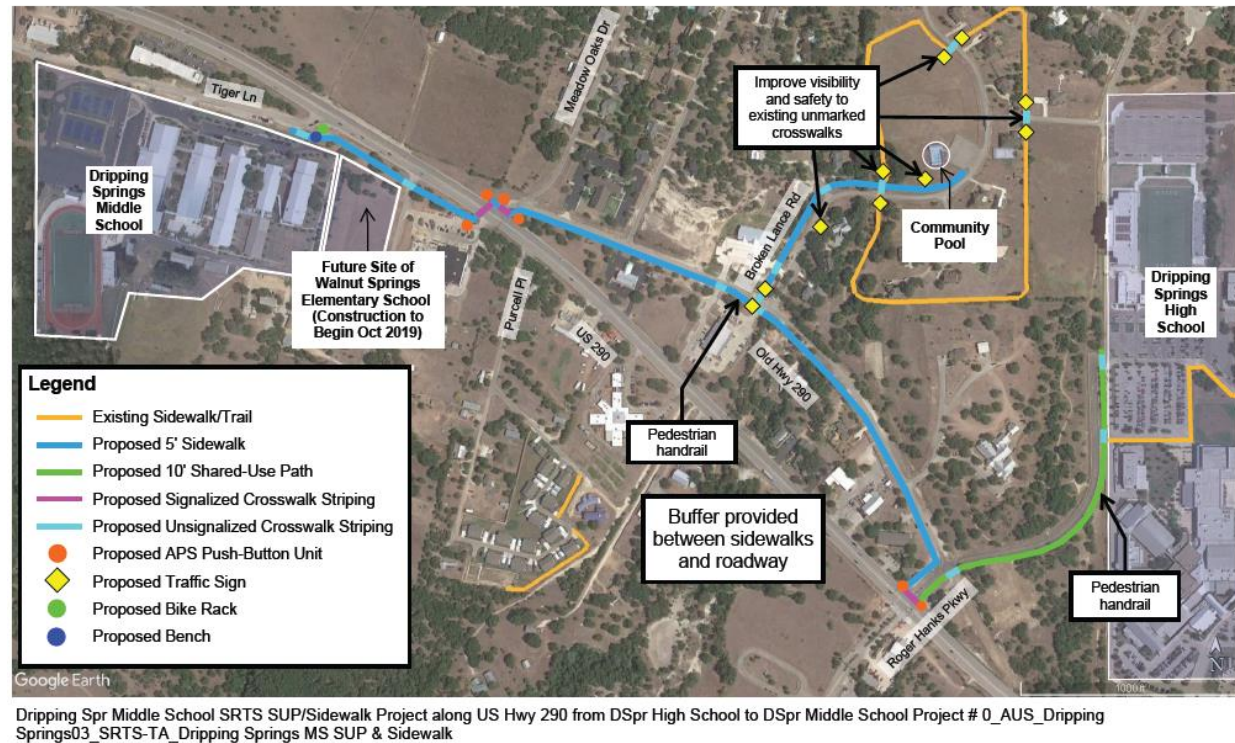 Tiger Ln
Meadow Oaks Dr
Improve visibility
and safety to
existing unmarked
crosswalks
Dripping
Springs
Middle
School
Broken Lance Rd
Community
Pool
Future Site of
Walnut Springs
Elementary School
(Construction to
Begin Oct 2019)
Purcell Pl
Dripping
Springs
High
School
US 290
Old Hwy 290
Pedestrian
handrail
Legend
Existing Sidewalk/Trail
Proposed 5' Sidewalk
Proposed 10' Shared-Use Path
Proposed Signalized Crosswalk Striping
Proposed Unsignalized Crosswalk Striping
Proposed APS Push-Button Unit
Proposed Traffic Sign
Proposed Bike Rack
Proposed Bench
Buffer provided
between sidewalks
and roadway
Pedestrian
handrail
Roger Hanks Pkwy
Google Earth
1000 ft
Dripping Spr Middle School SRTS SUP/Sidewalk Project along US Hwy 290 from DSpr High School to DSpr Middle School Project # 0_AUS_Dripping
Springs03_SRTS-TA_Dripping Springs MS SUP & Sidewalk